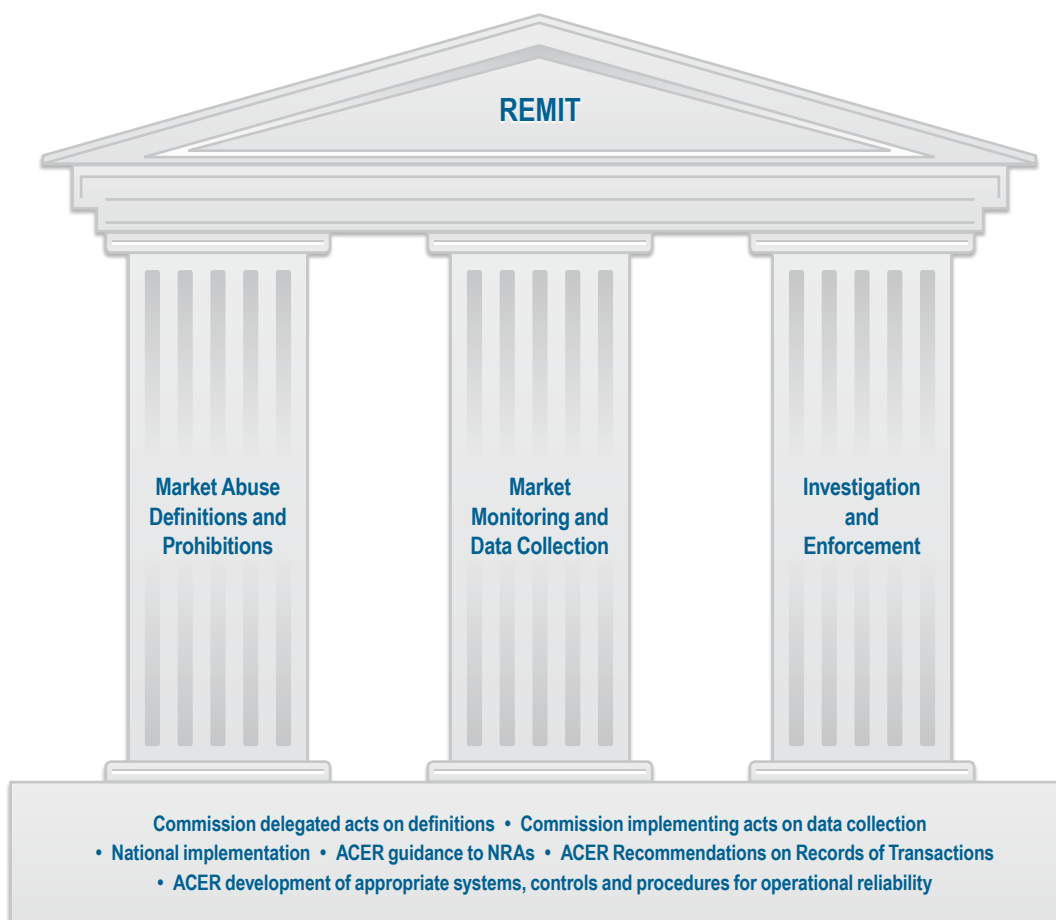 REMIT
Market Abuse
Definitions and
Prohibitions
Market
Monitoring and
Data Collection
Investigation
and
Enforcement
Commission delegated acts on definitions • Commission implementing acts on data collection
• National implementation • ACER guidance to NRAs • ACER Recommendations on Records of Transactions
• ACER development of appropriate systems, controls and procedures for operational reliability